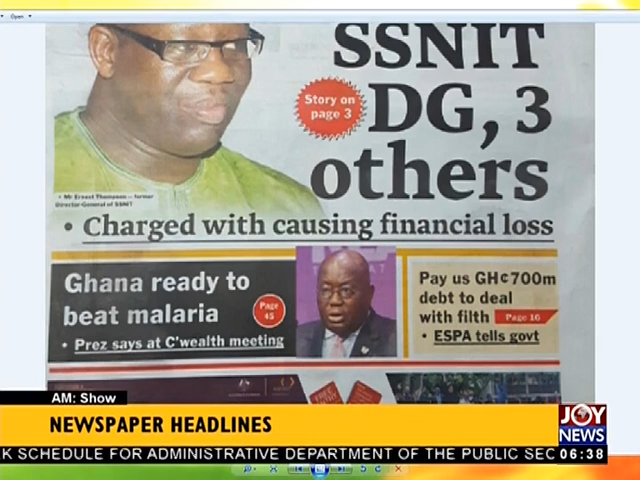 Open
SSNIT
DG, 3
others
Story on
page 3
• Mr Ernest Thompson — former
Director-General of SSNIT
• Charged with causing financial loss
Ghana ready to
beat malaria
Page
45
• Prez says at C'wealth meeting
Pay us GH¢700m
debt to deal
with filth
Page 16
• ESPA tells govt
AM: Show
NEWSPAPER HEADLINES
JOY
NEWS
K SCHEDULE FOR ADMINISTRATIVE DEPARTMENT OF THE PUBLIC SEC
06:38